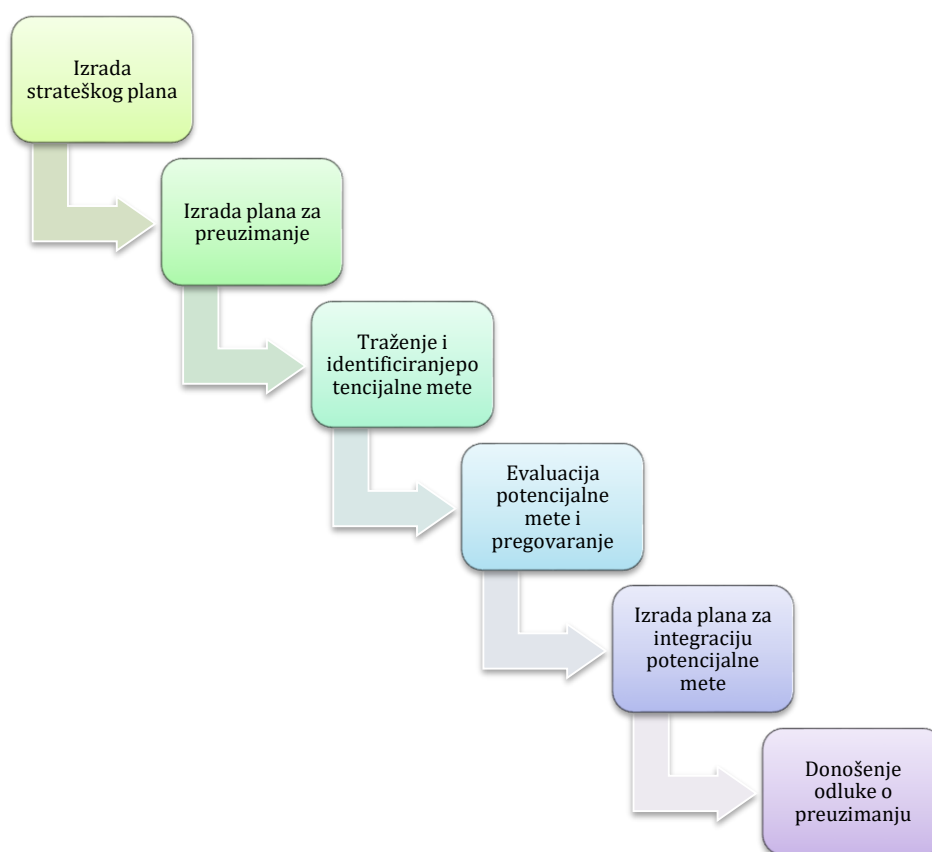 Izrada
strateškog plana
Izrada plana za
preuzimanje
Traženje i
identificiranjepo
tencijalne mete
Evaluacija
potencijalne
mete i
pregovaranje
Izrada plana za
integraciju
potencijalne
mete
Donošenje
odluke o
preuzimanju